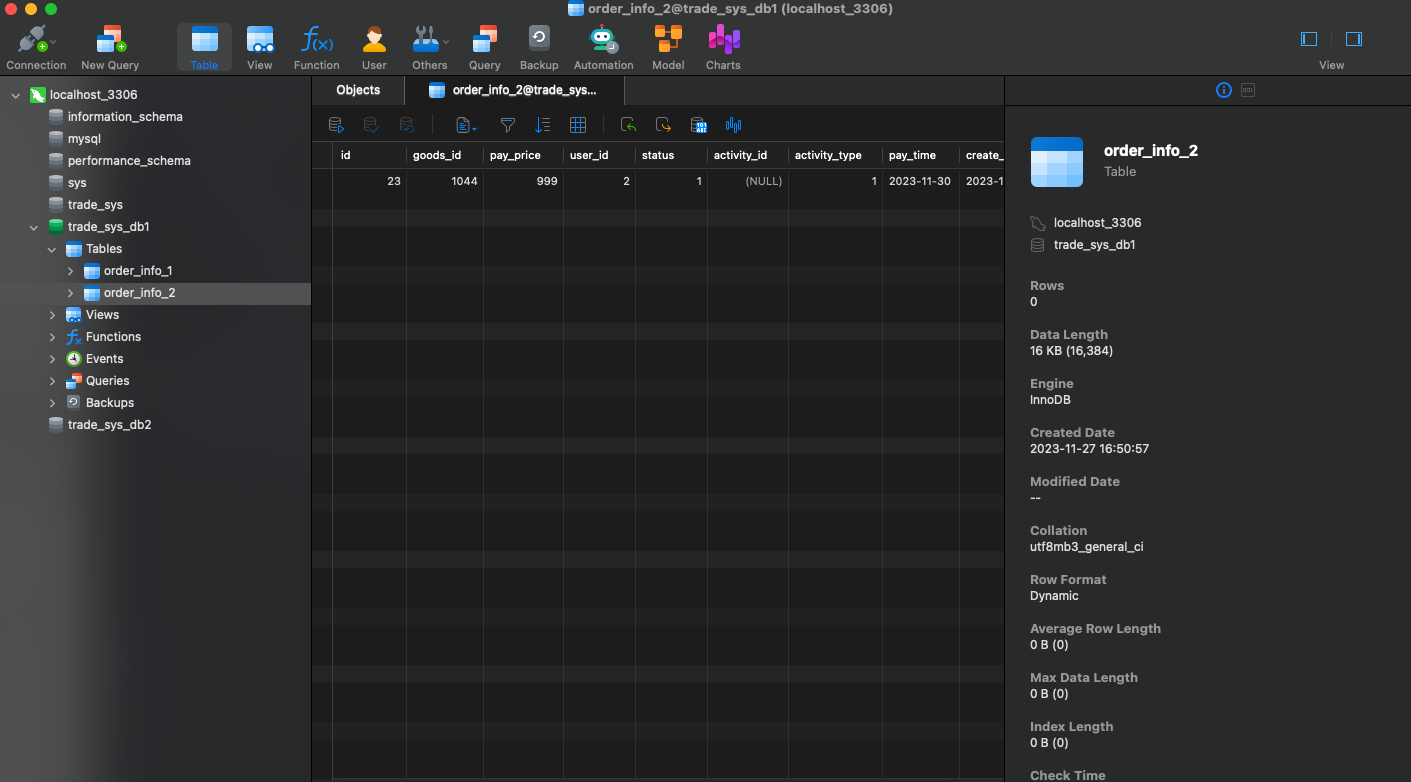 order_info_2@trade_sys_db1 (localhost_3306)
Connection New Query Table View Function User Others Query Backup Automation Model Charts View
localhost_3306
information_schema
mysql
performance_schema
sys
trade_sys
trade_sys_db1
Tables
order_info_1
order_info_2
Views
Functions
Events
Queries
Backups
trade_sys_db2
Objects order_info_2@trade_sys...
id goods_id pay_price user_id status activity_id activity_type pay_time create_
23 1044 999 2 1 (NULL) 1 2023-11-30 2023-1
order_info_2
Table
localhost_3306
trade_sys_db1
Rows
0
Data Length
16 KB (16,384)
Engine
InnoDB
Created Date
2023-11-27 16:50:57
Modified Date
--
Collation
utf8mb3_general_ci
Row Format
Dynamic
Average Row Length
0 B (0)
Max Data Length
0 B (0)
Index Length
0 B (0)
Check Time